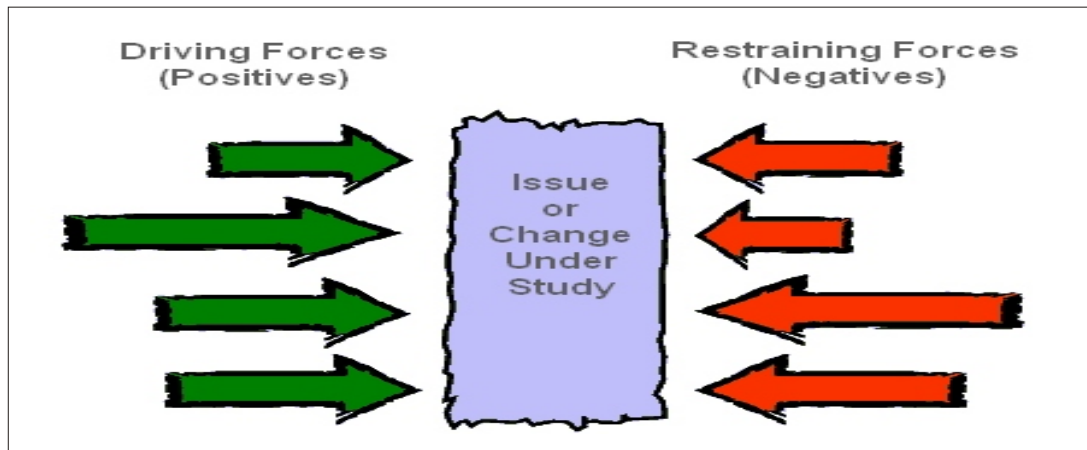 Driving Forces
(Positives)
Restraining Forces
(Negatives)
Issue
or
Change
Under
Study